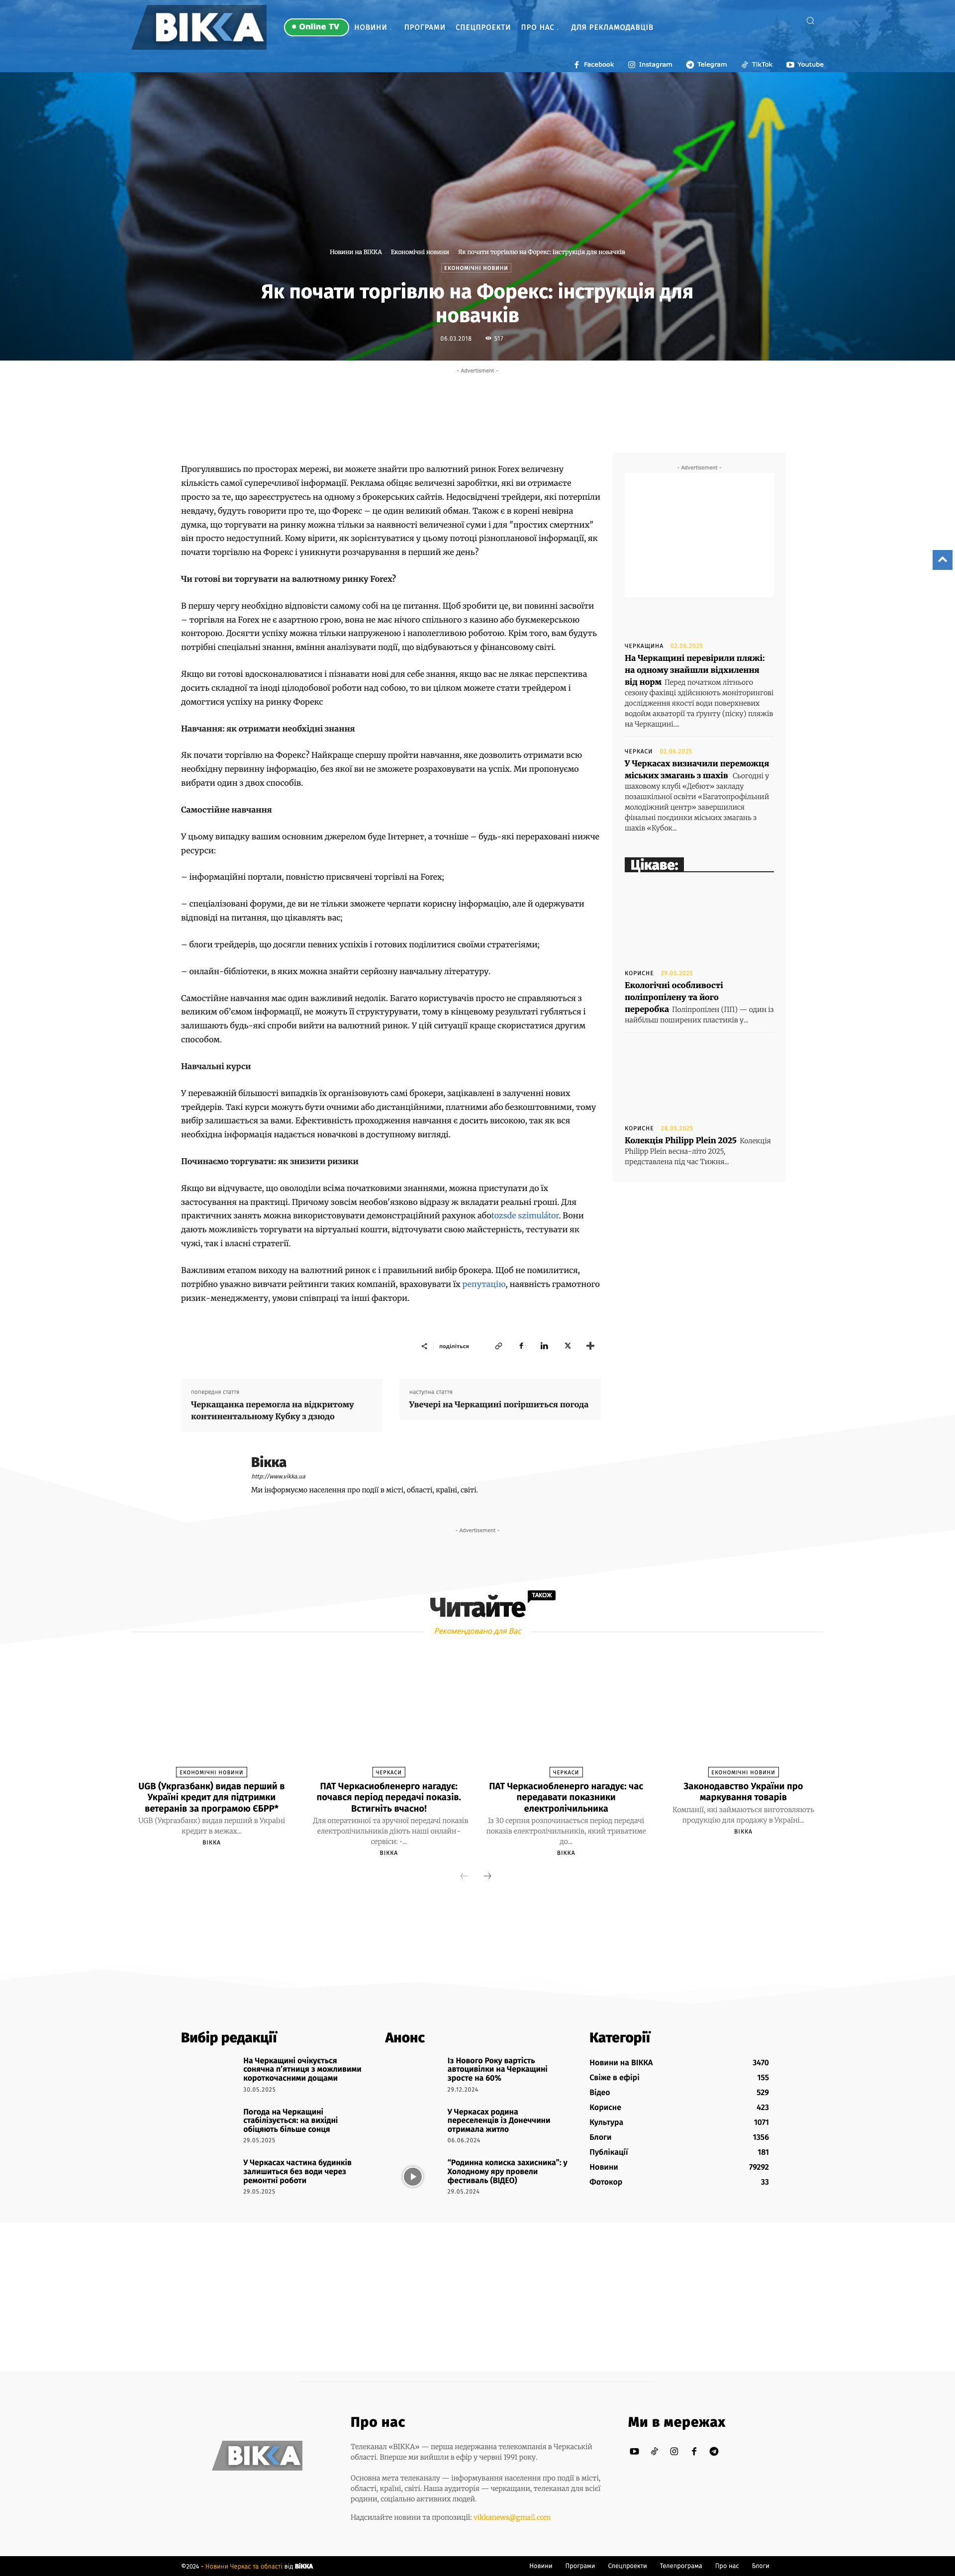 ВІККА
Online TV
НОВИНИ
ПРОГРАМИ
СПЕЦПРОЕКТИ
ПРО НАС
ДЛЯ РЕКЛАМОДАВЦІВ
Facebook
Instagram
Telegram
TikTok
Youtube
Новини на ВІККА
Економічні новини
Як почати торгівлю на Форекс: інструкція для новачків
ЕКОНОМІЧНІ НОВИНИ
Як почати торгівлю на Форекс: інструкція для
новачків
06.03.2018
517
- Advertisment -
Прогулявшись по просторах мережі, ви можете знайти про валютний ринок Forex величезну
кількість самої суперечливої інформації. Реклама обіцяє величезні заробітки, які ви отримаєте
просто за те, що зареєструєтесь на одному з брокерських сайтів. Недосвідчені трейдери, які потерпіли
невдачу, будуть говорити про те, що Форекс – це один великий обман. Також є в корені невірна
думка, що торгувати на ринку можна тільки за наявності величезної суми і для "простих смертних"
він просто недоступний. Кому вірити, як зорієнтуватися у цьому потоці різнопланової інформації, як
почати торгівлю на Форекс і уникнути розчарування в перший же день?
Чи готові ви торгувати на валютному ринку Forex?
В першу чергу необхідно відповісти самому собі на це питання. Щоб зробити це, ви повинні засвоїти
– торгівля на Forex не є азартною грою, вона не має нічого спільного з казино або букмекерською
конторою. Досягти успіху можна тільки напруженою і наполегливою роботою. Крім того, вам будуть
потрібні спеціальні знання, вміння аналізувати події, що відбуваються у фінансовому світі.
Якщо ви готові вдосконалюватися і пізнавати нові для себе знання, якщо вас не лякає перспектива
досить складної та іноді цілодобової роботи над собою, то ви цілком можете стати трейдером і
домогтися успіху на ринку Форекс
Навчання: як отримати необхідні знання
Як почати торгівлю на Форекс? Найкраще спершу пройти навчання, яке дозволить отримати всю
необхідну первинну інформацію, без якої ви не зможете розраховувати на успіх. Ми пропонуємо
вибрати один з двох способів.
Самостійне навчання
У цьому випадку вашим основним джерелом буде Інтернет, а точніше – будь-які перераховані нижче
ресурси:
– інформаційні портали, повністю присвячені торгівлі на Forex;
– спеціалізовані форуми, де ви не тільки зможете черпати корисну інформацію, але й одержувати
відповіді на питання, що цікавлять вас;
– блоги трейдерів, що досягли певних успіхів і готових поділитися своїми стратегіями;
– онлайн-бібліотеки, в яких можна знайти серйозну навчальну літературу.
Самостійне навчання має один важливий недолік. Багато користувачів просто не справляються з
великим об’ємом інформації, не можуть її структурувати, тому в кінцевому результаті губляться і
залишають будь-які спроби вийти на валютний ринок. У цій ситуації краще скористатися другим
способом.
Навчальні курси
У переважній більшості випадків їх організовують самі брокери, зацікавлені в залученні нових
трейдерів. Такі курси можуть бути очними або дистанційними, платними або безкоштовними, тому
вибір залишається за вами. Ефективність проходження навчання є досить високою, так як вся
необхідна інформація надається новачкові в доступному вигляді.
Починаємо торгувати: як знизити ризики
Якщо ви відчуваєте, що оволоділи всіма початковими знаннями, можна приступати до їх
застосування на практиці. Причому зовсім необов'язково відразу ж вкладати реальні гроші. Для
практичних занять можна використовувати демонстраційний рахунок абоtozsde szimulátor. Вони
дають можливість торгувати на віртуальні кошти, відточувати свою майстерність, тестувати як
чужі, так і власні стратегії.
Важливим етапом виходу на валютний ринок є і правильний вибір брокера. Щоб не помилитися,
потрібно уважно вивчати рейтинги таких компаній, враховувати їх репутацію, наявність грамотного
ризик-менеджменту, умови співпраці та інші фактори.
- Advertisement -
ЧЕРКАЩИНА 02.06.2025
На Черкащині перевірили пляжі:
на одному знайшли відхилення
від норм Перед початком літнього
сезону фахівці здійснюють моніторингові
дослідження якості води поверхневих
водойм акваторії та ґрунту (піску) пляжів
на Черкащині....
ЧЕРКАСИ 02.06.2025
У Черкасах визначили переможця
міських змагань з шахів Сьогодні у
шаховому клубі «Дебют» закладу
позашкільної освіти «Багатопрофільний
молодіжний центр» завершилися
фінальні поєдинки міських змагань з
шахів «Кубок...
Цікаве:
КОРИСНЕ 29.05.2025
Екологічні особливості
поліпропілену та його
переробка Поліпропілен (ПП) — один із
найбільш поширених пластиків у...
КОРИСНЕ 28.05.2025
Колекція Philipp Plein 2025 Колекція
Philipp Plein весна-літо 2025,
представлена під час Тижня...
поділіться
попередня стаття
Черкащанка перемогла на відкритому
континентальному Кубку з дзюдо
наступна стаття
Увечері на Черкащині погіршиться погода
Вікка
http://www.vikka.ua
Ми інформуємо населення про події в місті, області, країні, світі.
- Advertisement -
Читайте
ТАКОЖ
Рекомендовано для Вас
ЕКОНОМІЧНІ НОВИНИ
UGB (Укргазбанк) видав перший в
Україні кредит для підтримки
ветеранів за програмою ЄБРР*
UGB (Укргазбанк) видав перший в Україні
кредит в межах...
ВІККА
ЧЕРКАСИ
ПАТ Черкасиобленерго нагадує:
почався період передачі показів.
Встигніть вчасно!
Для оперативної та зручної передачі показів
електролічильників діють наші онлайн-
сервіси: -...
ВІККА
ЧЕРКАСИ
ПАТ Черкасиобленерго нагадує: час
передавати показники
електролічильника
Із 30 серпня розпочинається період передачі
показів електролічильників, який триватиме
до...
ВІККА
ЕКОНОМІЧНІ НОВИНИ
Законодавство України про
маркування товарів
Компанії, які займаються виготовляють
продукцію для продажу в Україні...
ВІККА
Вибір редакції
На Черкащині очікується
сонячна п’ятниця з можливими
короткочасними дощами
30.05.2025
Погода на Черкащині
стабілізується: на вихідні
обіцяють більше сонця
29.05.2025
У Черкасах частина будинків
залишиться без води через
ремонтні роботи
29.05.2025
Анонс
Із Нового Року вартість
автоцивілки на Черкащині
зросте на 60%
29.12.2024
У Черкасах родина
переселенців із Донеччини
отримала житло
06.06.2024
“Родинна колиска захисника”: у
Холодному яру провели
фестиваль (ВІДЕО)
29.05.2024
Категорії
Новини на ВІККА 3470
Свіже в ефірі 155
Відео 529
Корисне 423
Культура 1071
Блоги 1356
Публікації 181
Новини 79292
Фотокор 33
ВІККА
Про нас
Телеканал «ВІККА» — перша недержавна телекомпанія в Черкаській
області. Вперше ми вийшли в ефір у червні 1991 року.
Основна мета телеканалу — інформування населення про події в місті,
області, країні, світі. Наша аудиторія — черкащани, телеканал для всієї
родини, соціально активних людей.
Надсилайте новини та пропозиції: vikkanews@gmail.com
Ми в мережах
©2024 - Новини Черкас та області від ВІККА
Новини
Програми
Спецпроекти
Телепрограма
Про нас
Блоги